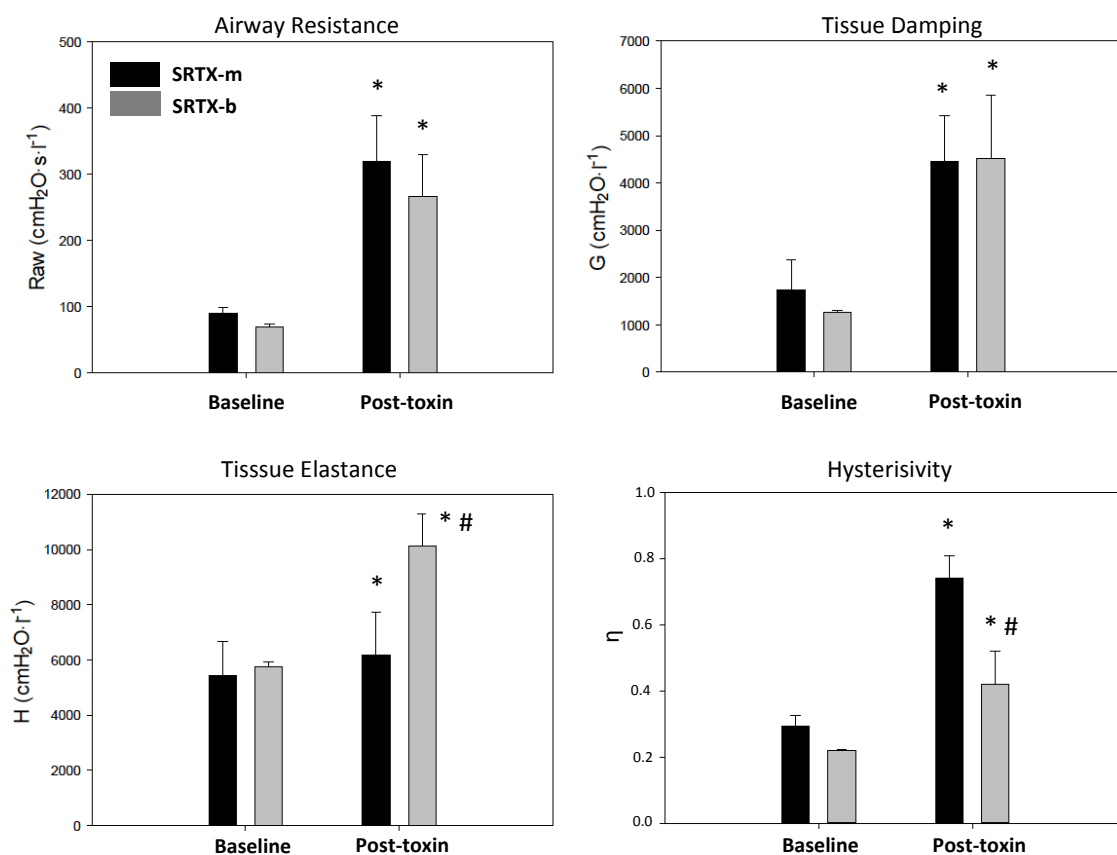 Airway Resistance
500
400
300
200
100
0
Raw (cmH₂O·s·l⁻¹)
SRTX-m
SRTX-b
*
*
Baseline Post-toxin
Tissue Damping
7000
6000
5000
4000
3000
2000
1000
0
G (cmH₂O·l⁻¹)
*
*
Baseline Post-toxin
Tisssue Elastance
12000
10000
8000
6000
4000
2000
0
H (cmH₂O·l⁻¹)
* #
*
Baseline Post-toxin
Hysterisivity
1.0
0.8
0.6
0.4
0.2
0.0
η
*
* #
Baseline Post-toxin